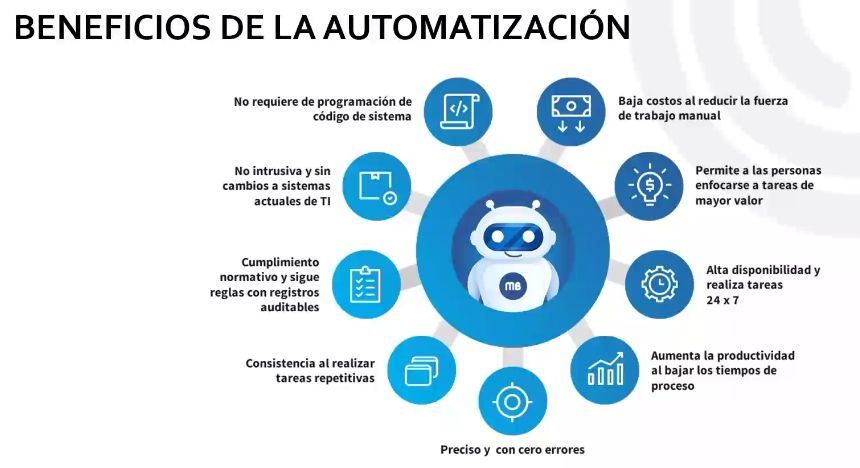 BENEFICIOS DE LA AUTOMATIZACIÓN
No requiere de programación de
código de sistema
Baja costos al reducir la fuerza
de trabajo manual
No intrusiva y sin
cambios a sistemas
actuales de TI
Permite a las personas
enfocarse a tareas de
mayor valor
Cumplimiento
normativo y sigue
reglas con registros
auditables
Alta disponibilidad y
realiza tareas
24 x 7
Consistencia al realizar
tareas repetitivas
Aumenta la productividad
al bajar los tiempos de
proceso
Preciso y con cero errores
MB